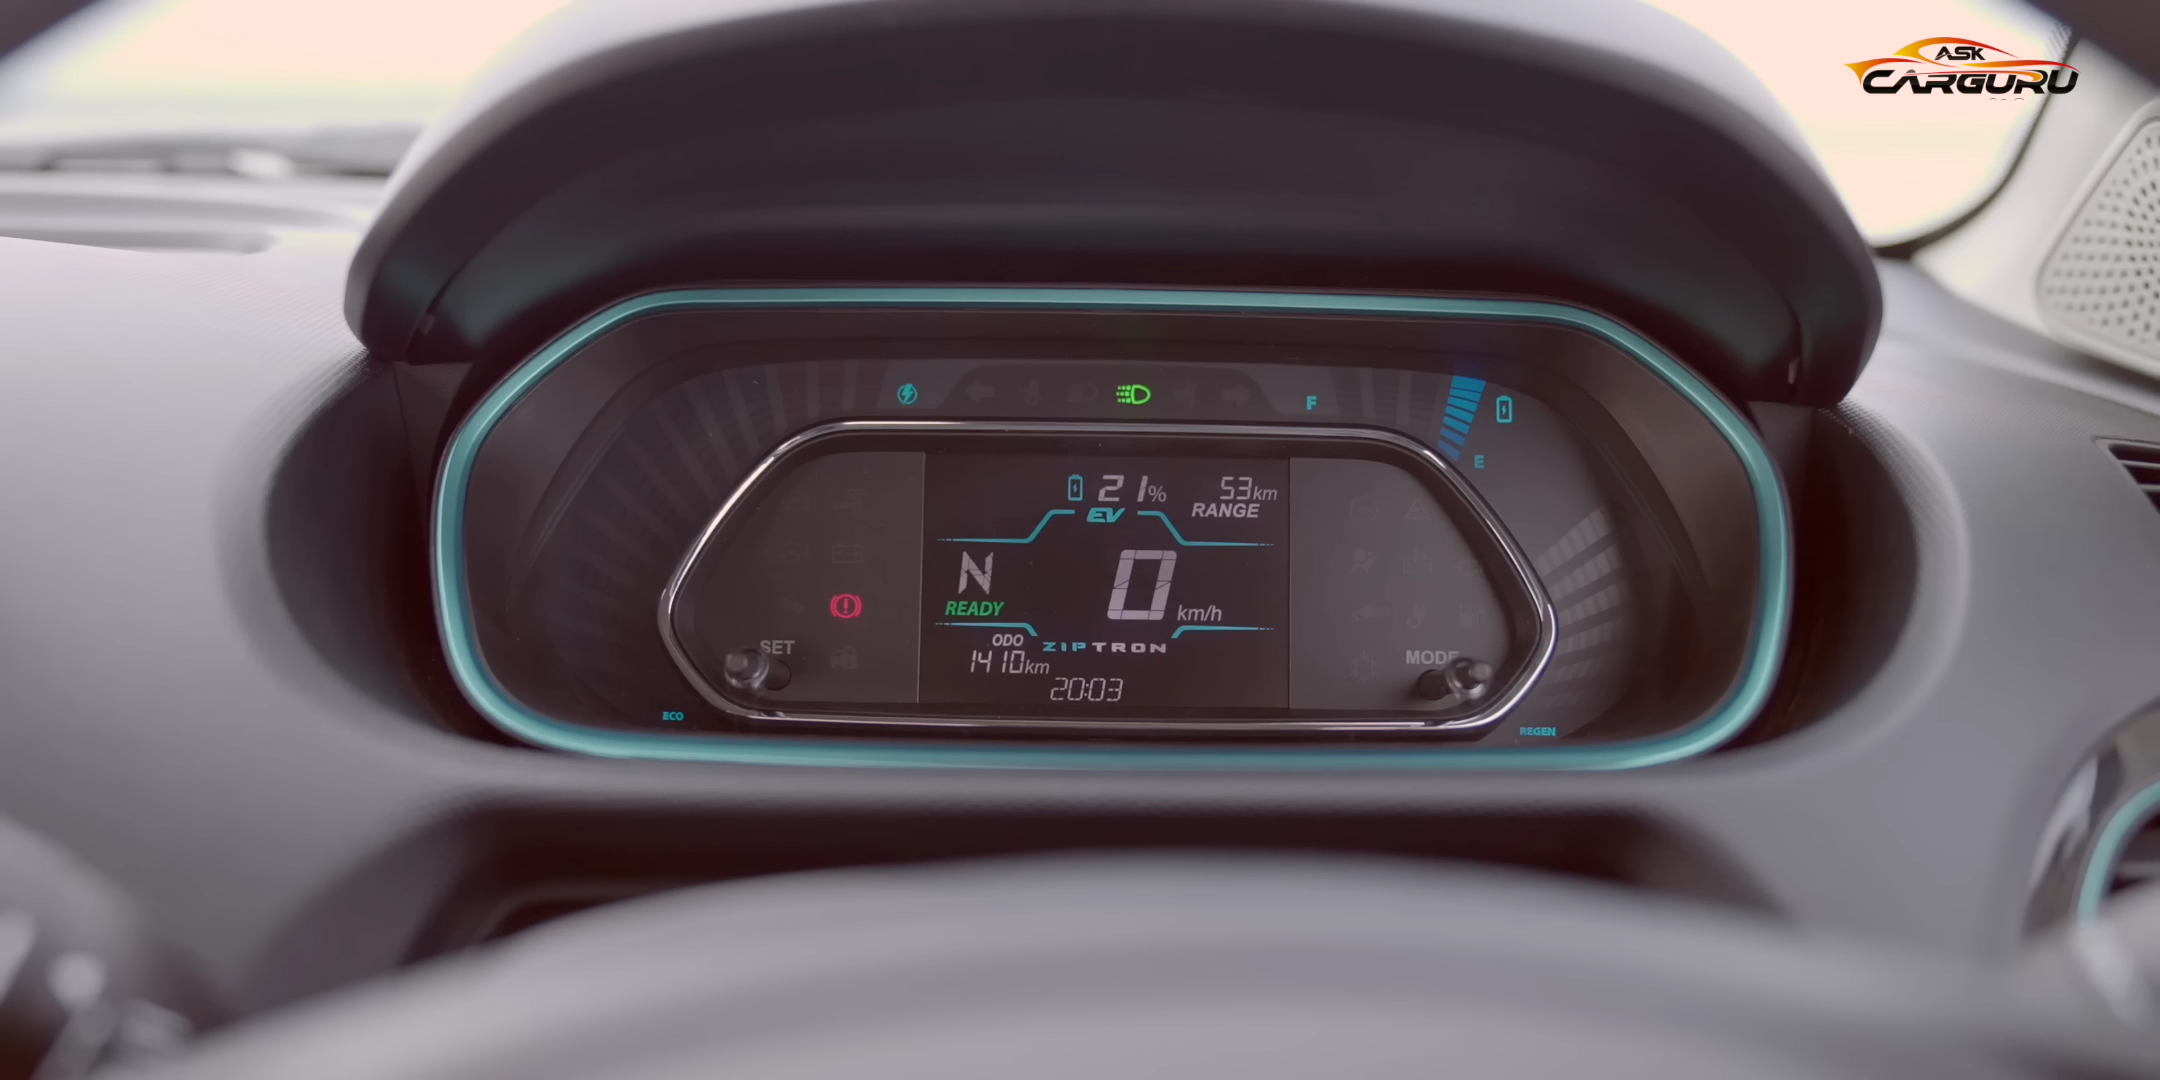 ASK
CARGURU
F
E
21%
53km
RANGE
EV
N
READY
0 km/h
SET
ODO
ZIPTRON
1410km
20:03
MODE
ECO
REGEN